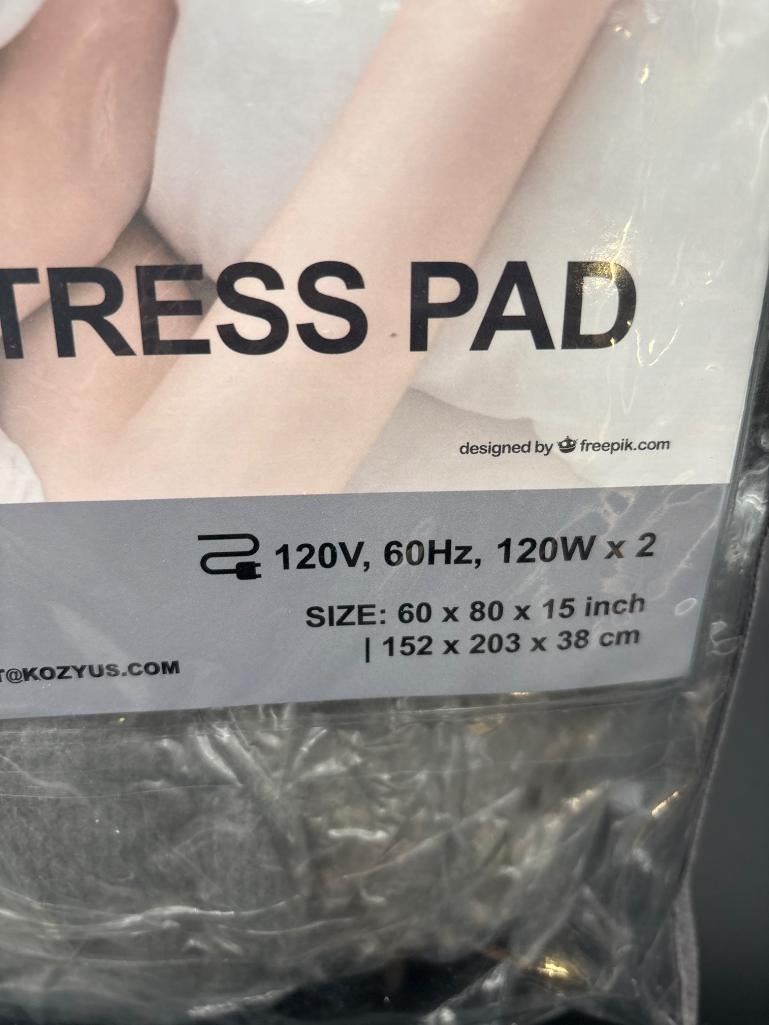 TRESS PAD
designed by freepik.com
120V, 60Hz, 120W x 2
SIZE: 60 x 80 x 15 inch
| 152 x 203 x 38 cm
T@KOZYUS.COM